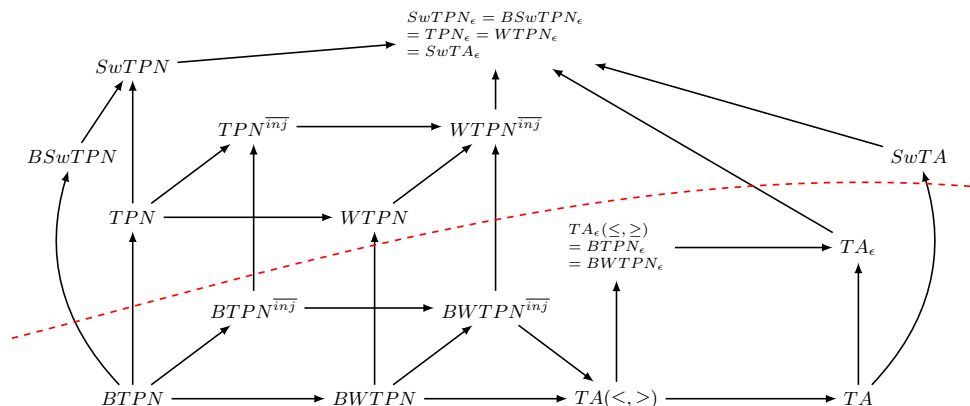 SwTPN_ϵ = BSwTPN_ϵ
= TPN_ϵ = WTPN_ϵ
= SwTA_ϵ
SwTPN
TPN^{\overline{inj}}
WTPN^{\overline{inj}}
BSwTPN
SwTA
TPN
WTPN
TA_ϵ(≤, ≥)
= BTPN_ϵ
= BWTPN_ϵ
TA_ϵ
BTPN^{\overline{inj}}
BWTPN^{\overline{inj}}
BTPN
BWTPN
TA(<, >)
TA